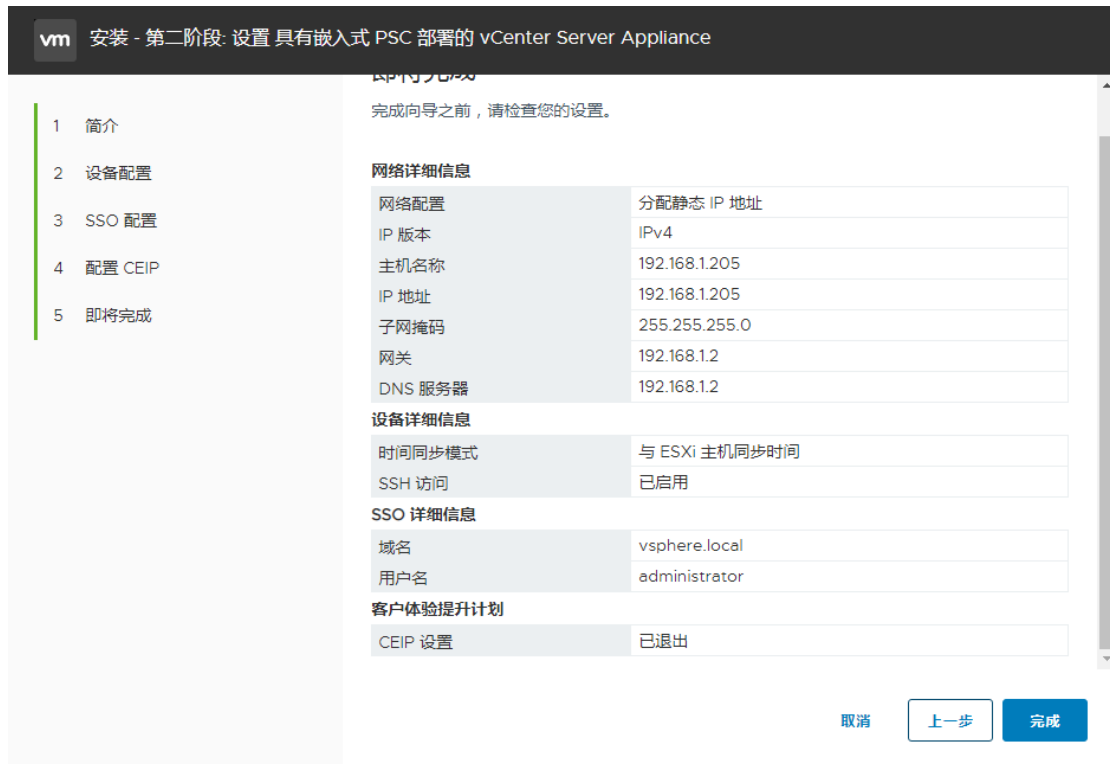 vm 安装 - 第二阶段: 设置 具有嵌入式 PSC 部署的 vCenter Server Appliance
即将完成
完成向导之前，请检查您的设置。
1 简介
2 设备配置
3 SSO 配置
4 配置 CEIP
5 即将完成
网络详细信息
网络配置 分配静态 IP 地址
IP 版本 IPv4
主机名称 192.168.1.205
IP 地址 192.168.1.205
子网掩码 255.255.255.0
网关 192.168.1.2
DNS 服务器 192.168.1.2
设备详细信息
时间同步模式 与 ESXi 主机同步时间
SSH 访问 已启用
SSO 详细信息
域名 vsphere.local
用户名 administrator
客户体验提升计划
CEIP 设置 已退出
取消 上一步 完成